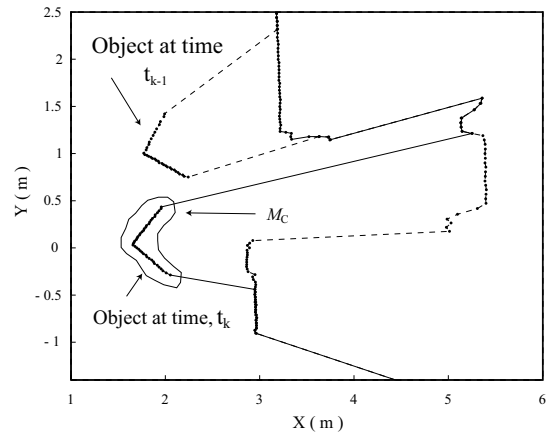 2.5
Object at time
t k-1
2
1.5
1
Y ( m )
0.5
M C
0
- 0.5
Object at time, t k
- 1
1 2 3 4 5 6
X ( m )